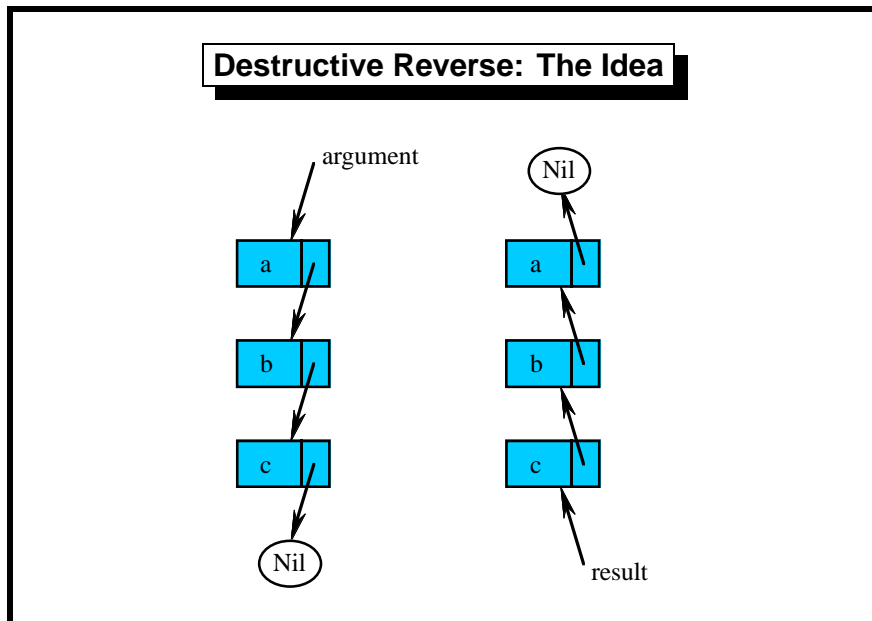 Destructive Reverse: The Idea
argument
a
b
c
Nil
Nil
a
b
c
result